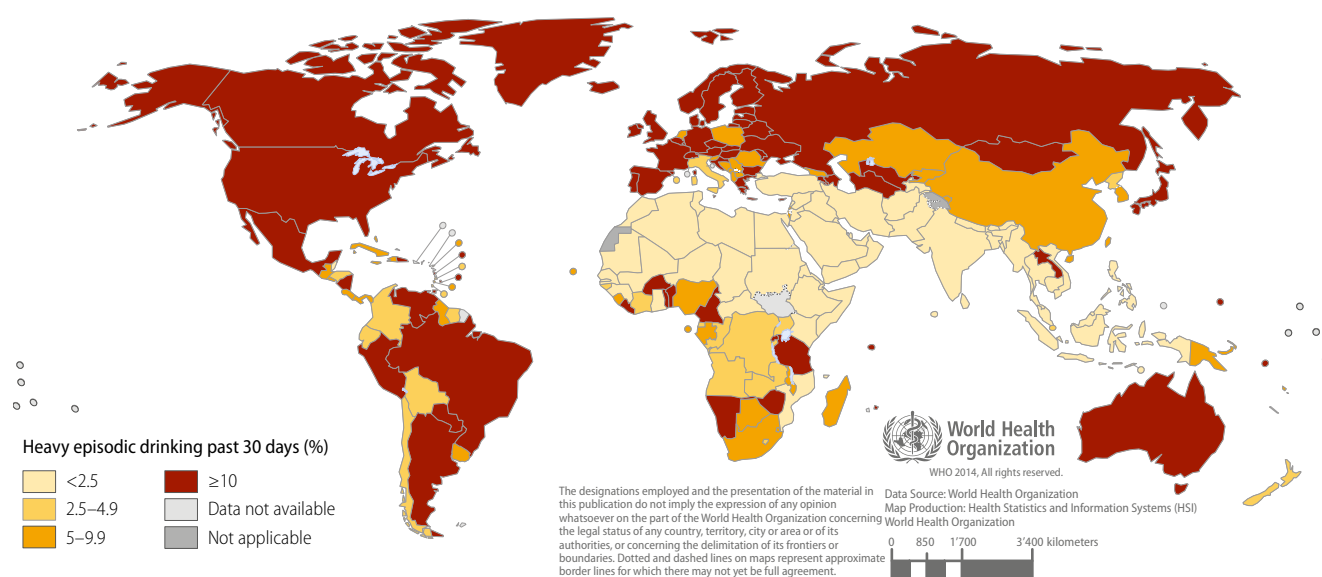 Heavy episodic drinking past 30 days (%)
<2.5
2.5–4.9
5–9.9
≥10
Data not available
Not applicable
The designations employed and the presentation of the material in
this publication do not imply the expression of any opinion
whatsoever on the part of the World Health Organization concerning
the legal status of any country, territory, city or area or of its
authorities, or concerning the delimitation of its frontiers or
boundaries. Dotted and dashed lines on maps represent approximate
border lines for which there may not yet be full agreement.
World Health
Organization
WHO 2014, All rights reserved.
Data Source: World Health Organization
Map Production: Health Statistics and Information Systems (HSI)
World Health Organization
0 850 1'700 3'400 kilometers